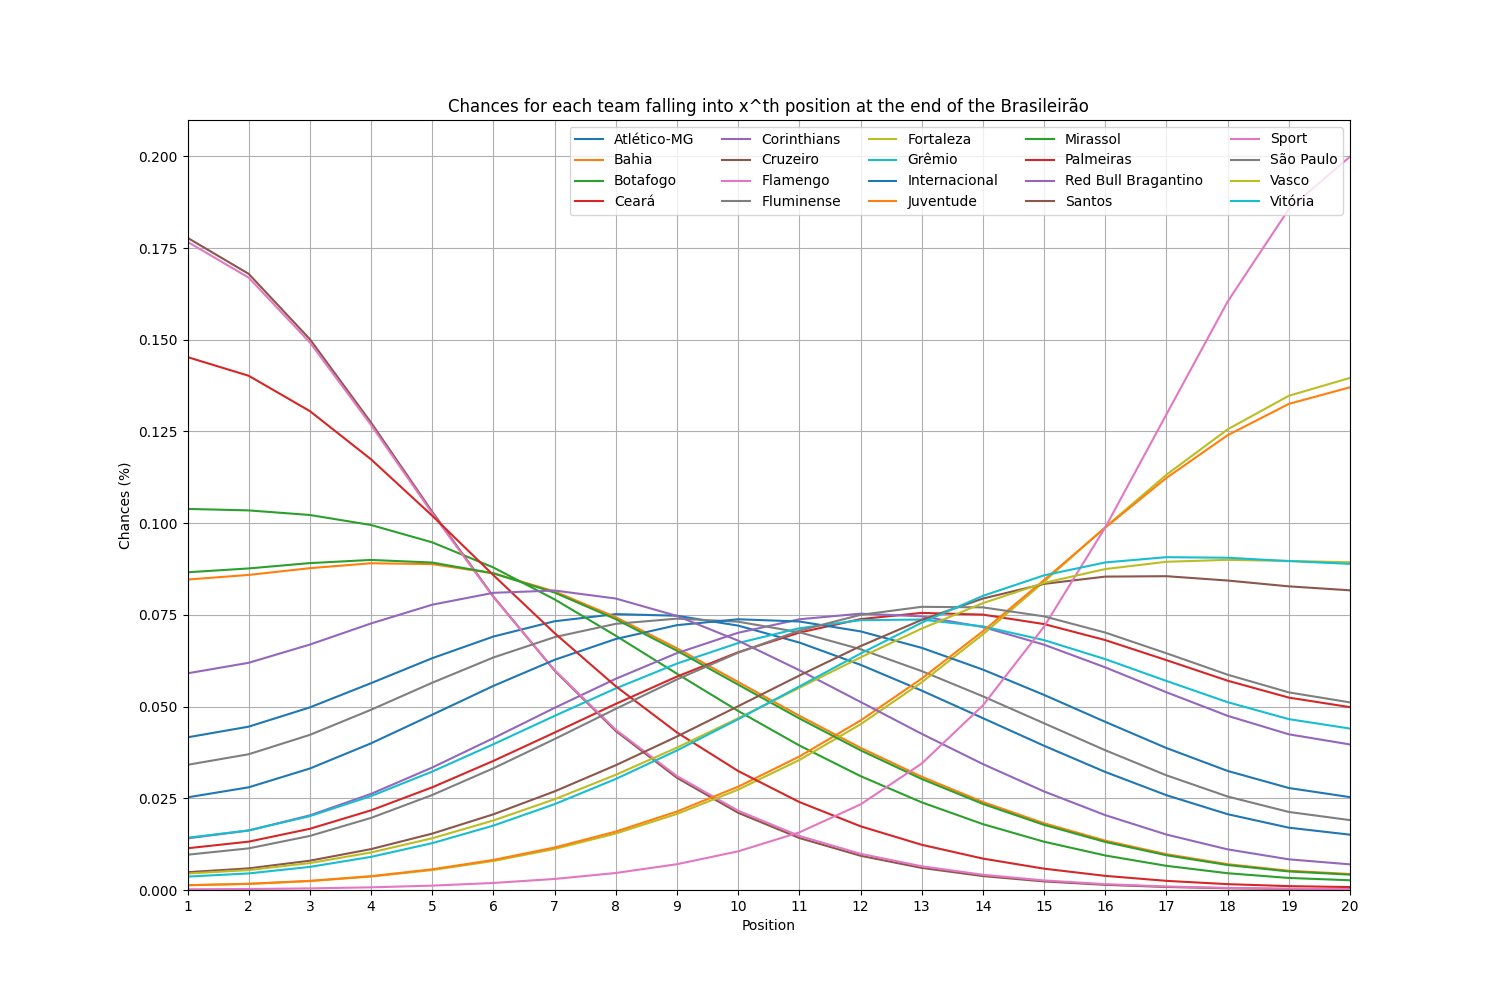 Chances for each team falling into x^th position at the end of the Brasileirão
Atlético-MG Corinthians Fortaleza Mirassol Sport
Bahia Cruzeiro Grêmio Palmeiras São Paulo
Botafogo Flamengo Internacional Red Bull Bragantino Vasco
Ceará Fluminense Juventude Santos Vitória
0.200
0.175
0.150
0.125
0.100
0.075
0.050
0.025
0.000
Chances (%)
1 2 3 4 5 6 7 8 9 10 11 12 13 14 15 16 17 18 19 20
Position